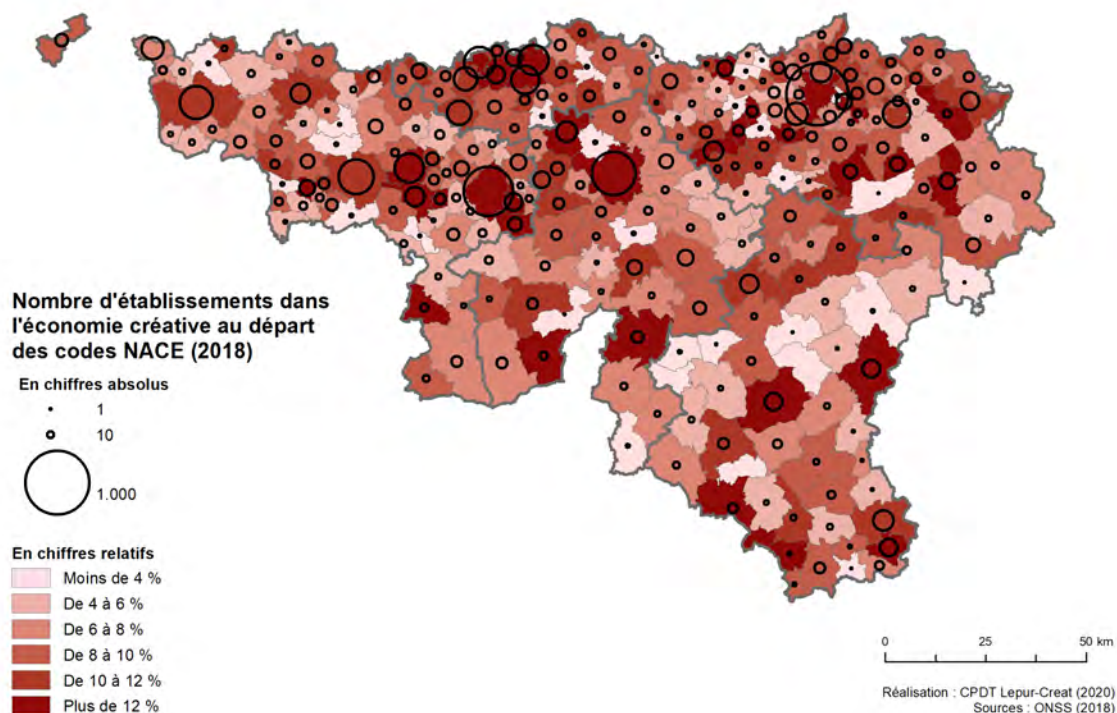 Nombre d'établissements dans
l'économie créative au départ
des codes NACE (2018)
En chiffres absolus
1
10
1.000
En chiffres relatifs
Moins de 4 %
De 4 à 6 %
De 6 à 8 %
De 8 à 10 %
De 10 à 12 %
Plus de 12 %
0 25 50 km
Réalisation : CPDT Lepur-Creat (2020)
Sources : ONSS (2018)